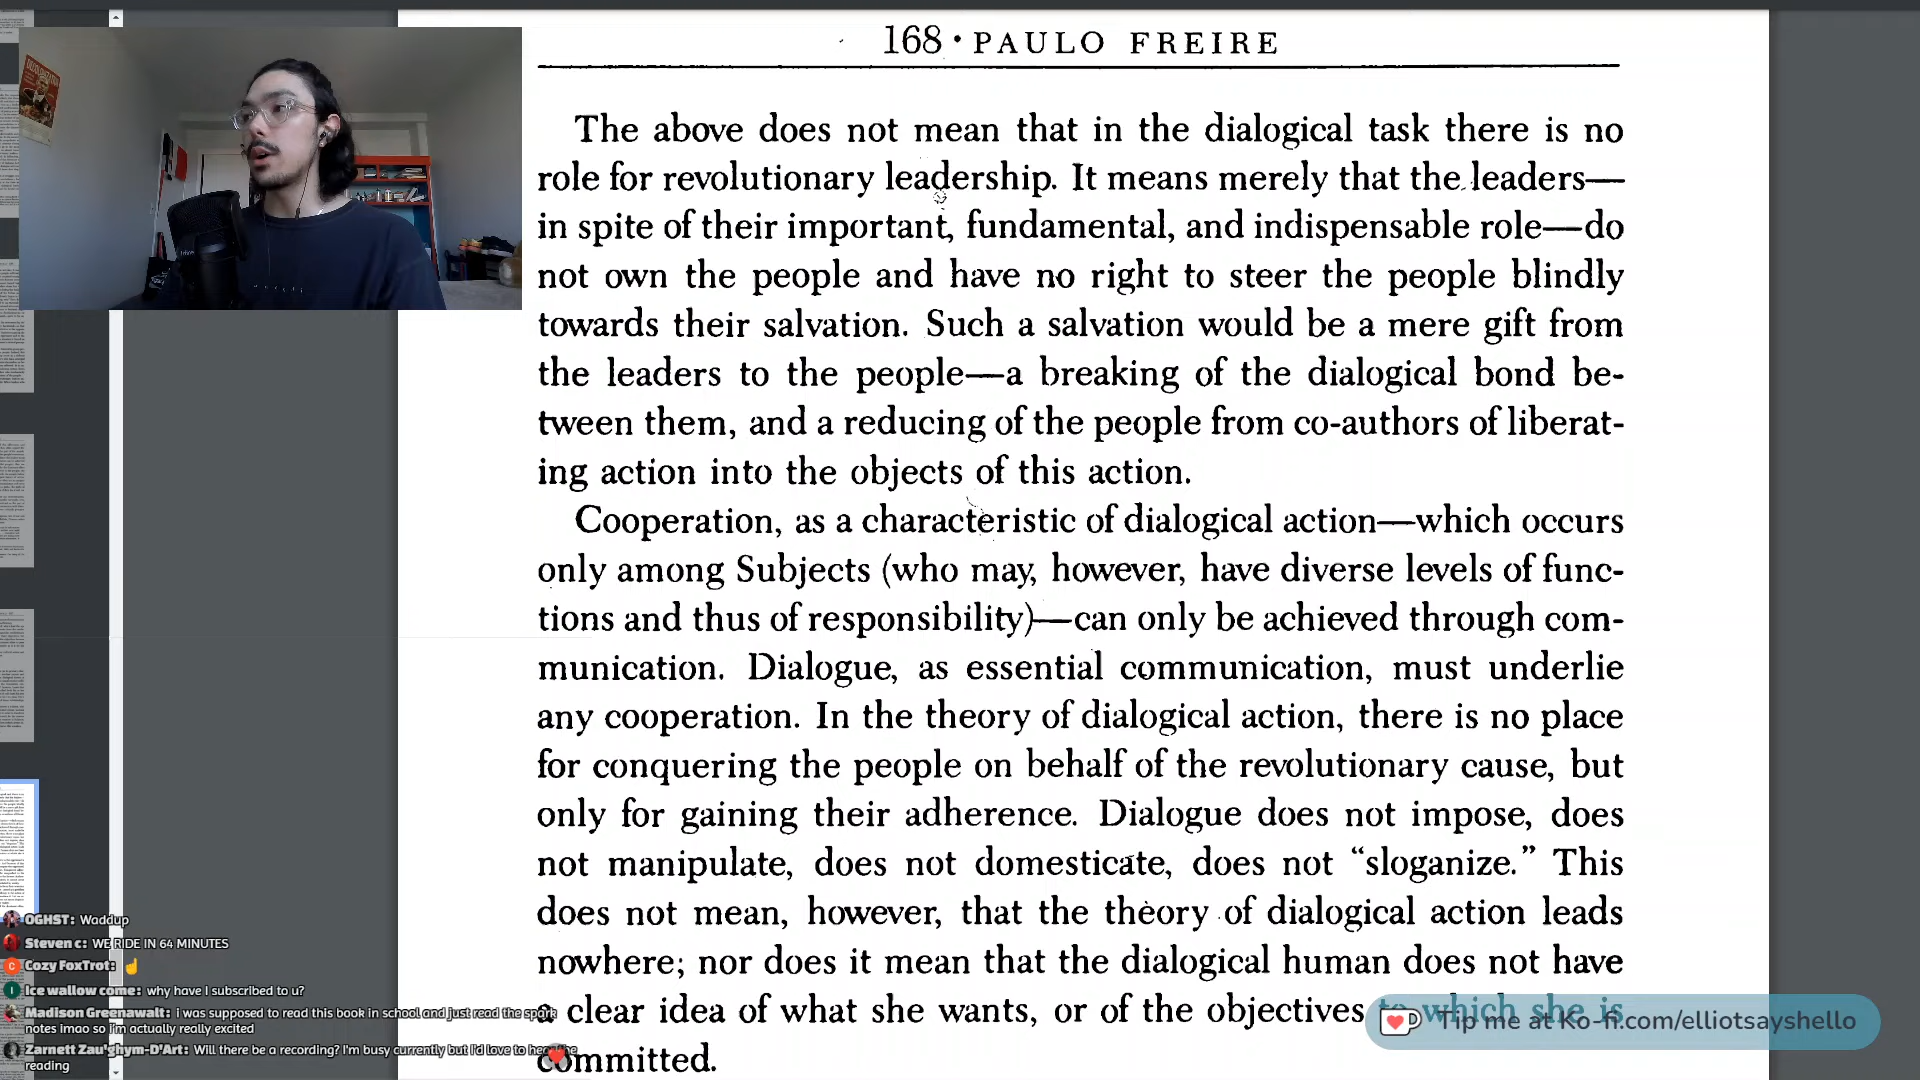 168 • PAULO FREIRE
The above does not mean that in the dialogical task there is no
role for revolutionary leadership. It means merely that the leaders—
in spite of their important, fundamental, and indispensable role—do
not own the people and have no right to steer the people blindly
towards their salvation. Such a salvation would be a mere gift from
the leaders to the people—a breaking of the dialogical bond be-
tween them, and a reducing of the people from co-authors of liberat-
ing action into the objects of this action.
Cooperation, as a characteristic of dialogical action—which occurs
only among Subjects (who may, however, have diverse levels of func-
tions and thus of responsibility)—can only be achieved through com-
munication. Dialogue, as essential communication, must underlie
any cooperation. In the theory of dialogical action, there is no place
for conquering the people on behalf of the revolutionary cause, but
only for gaining their adherence. Dialogue does not impose, does
not manipulate, does not domesticate, does not “sloganize.” This
does not mean, however, that the theory of dialogical action leads
nowhere; nor does it mean that the dialogical human does not have
a clear idea of what she wants, or of the objectives to which she is
committed.
OGHST: Waddup
Steven c: WE RIDE IN 64 MINUTES
Cozy FoxTrot: ☝
Ice wallow come: why have I subscribed to u?
Madison Greenawalt: i was supposed to read this book in school and just read the spark
notes lmao so i'm actually really excited
Zarnett Zau'ghym-D'Art: Will there be a recording? I'm busy currently but I'd love to hear the
reading
Tip me at Ko-fi.com/elliotsayshello